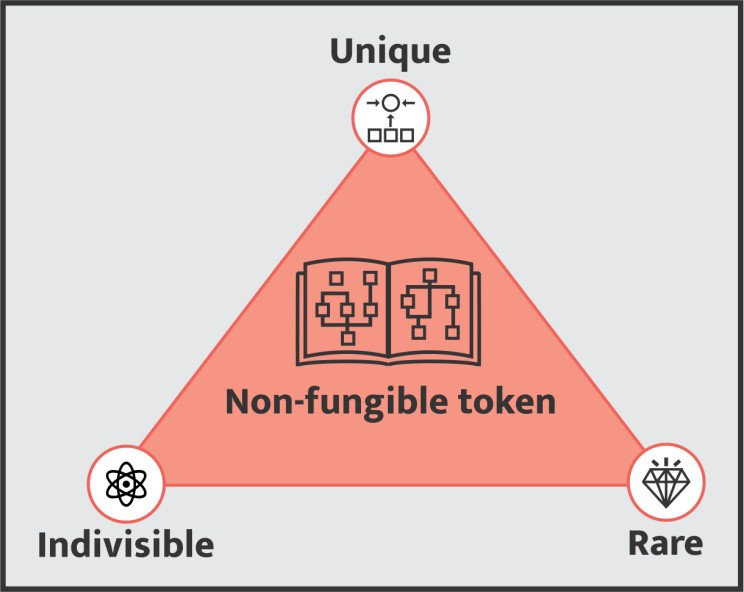 Unique
Non-fungible token
Indivisible
Rare